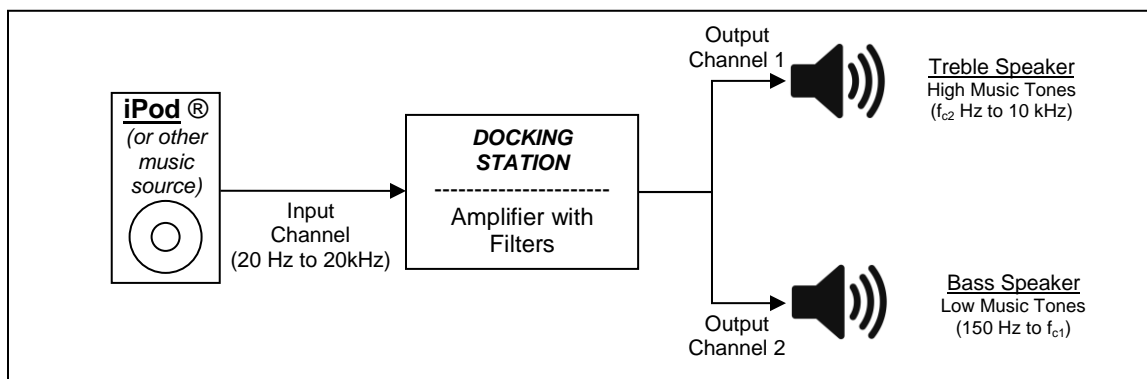 iPod ®
(or other
music
source)
Input
Channel
(20 Hz to 20kHz)
DOCKING
STATION
-----------------------
Amplifier with
Filters
Output
Channel 1
Treble Speaker
High Music Tones
(fc2 Hz to 10 kHz)
Output
Channel 2
Bass Speaker
Low Music Tones
(150 Hz to fc1)